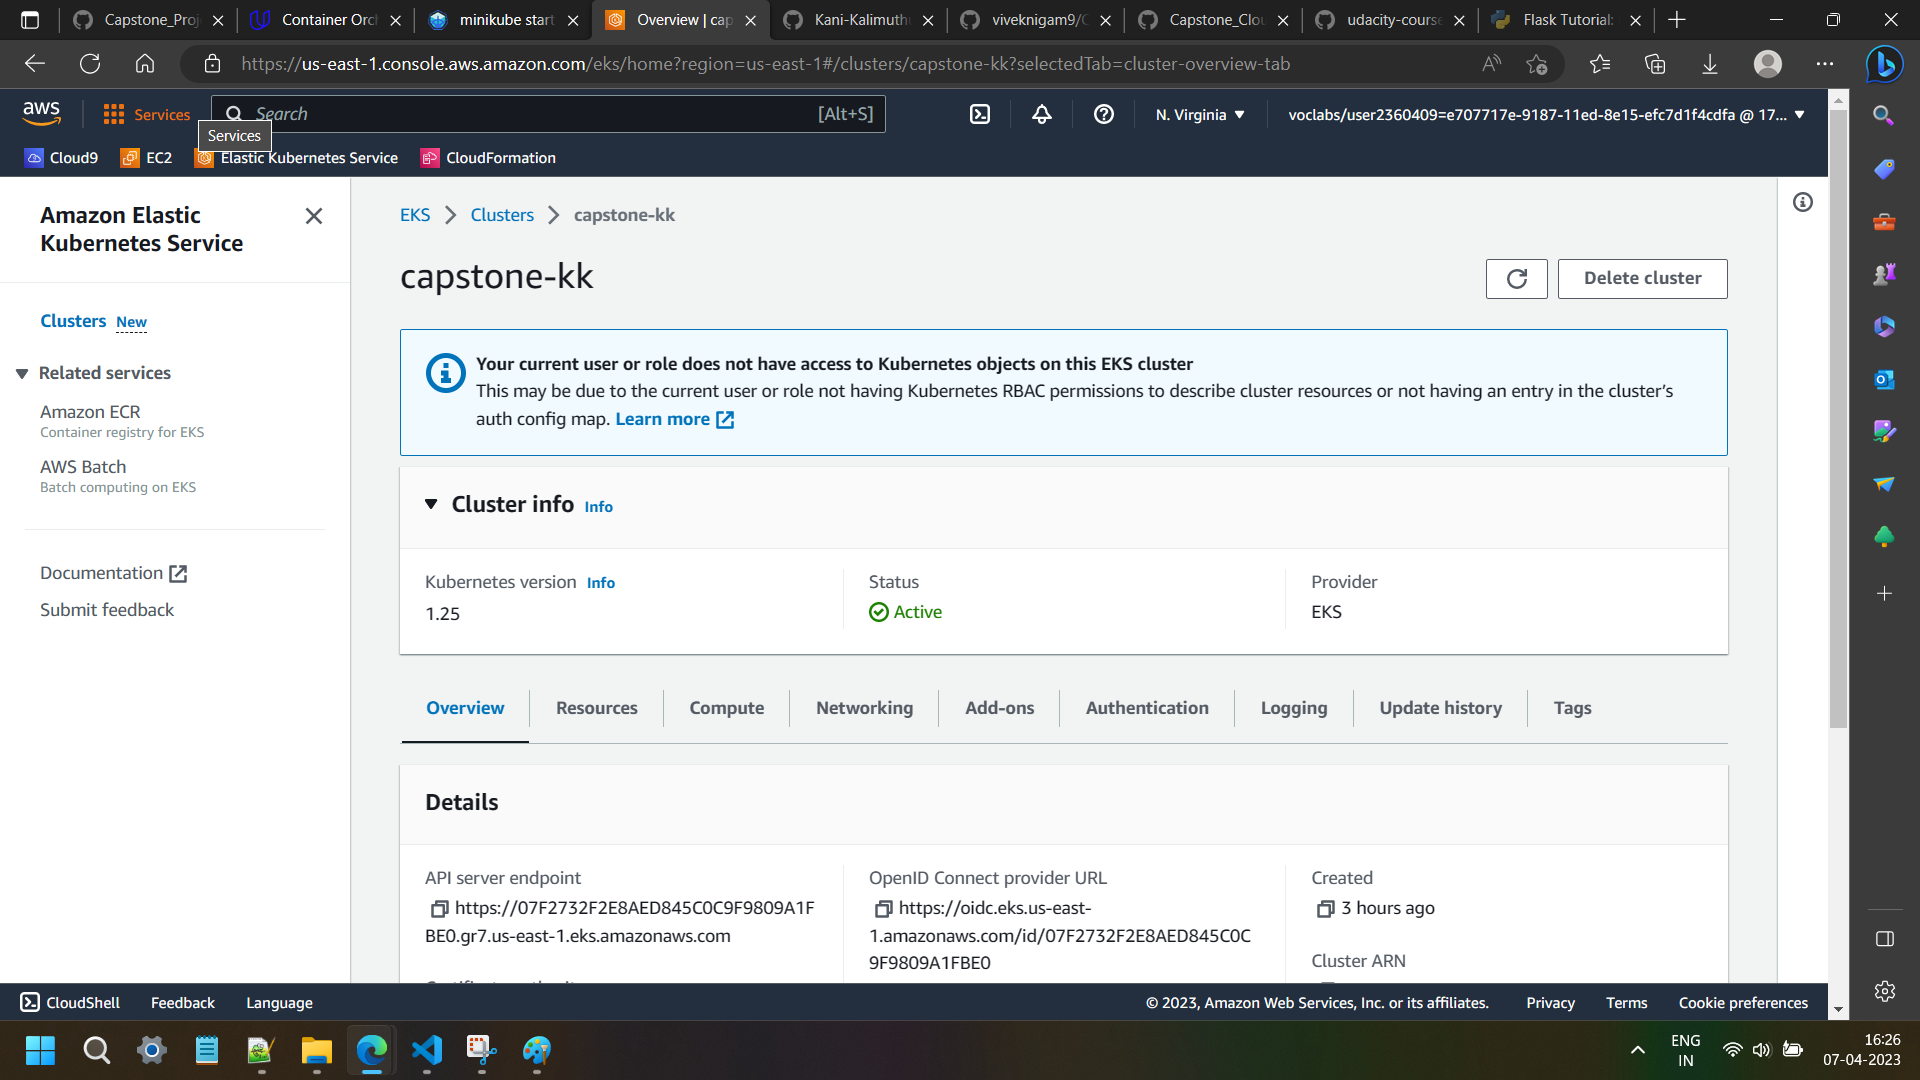 Capstone_Proj
Container Orch
minikube start
Overview | cap
Kani-Kalimuth
viveknigam9/C
Capstone_Clou
udacity-course
Flask Tutorial:
https://us-east-1.console.aws.amazon.com/eks/home?region=us-east-1#/clusters/capstone-kk?selectedTab=cluster-overview-tab
aws
Services
Search
[Alt+S]
N. Virginia
voclabs/user2360409=e707717e-9187-11ed-8e15-efc7d1f4cdfa @ 17...
Services
Cloud9
EC2
Elastic Kubernetes Service
CloudFormation
Amazon Elastic
Kubernetes Service
Clusters New
Related services
Amazon ECR
Container registry for EKS
AWS Batch
Batch computing on EKS
Documentation
Submit feedback
EKS
Clusters
capstone-kk
capstone-kk
Delete cluster
Your current user or role does not have access to Kubernetes objects on this EKS cluster
This may be due to the current user or role not having Kubernetes RBAC permissions to describe cluster resources or not having an entry in the cluster's
auth config map. Learn more
Cluster info Info
Kubernetes version Info
1.25
Status
Active
Provider
EKS
Overview
Resources
Compute
Networking
Add-ons
Authentication
Logging
Update history
Tags
Details
API server endpoint
https://07F2732F2E8AED845C0C9F9809A1F
BE0.gr7.us-east-1.eks.amazonaws.com
OpenID Connect provider URL
https://oidc.eks.us-east-
1.amazonaws.com/id/07F2732F2E8AED845C0C
9F9809A1FBE0
Created
3 hours ago
Cluster ARN
CloudShell
Feedback
Language
© 2023, Amazon Web Services, Inc. or its affiliates.
Privacy
Terms
Cookie preferences
ENG
IN
16:26
07-04-2023